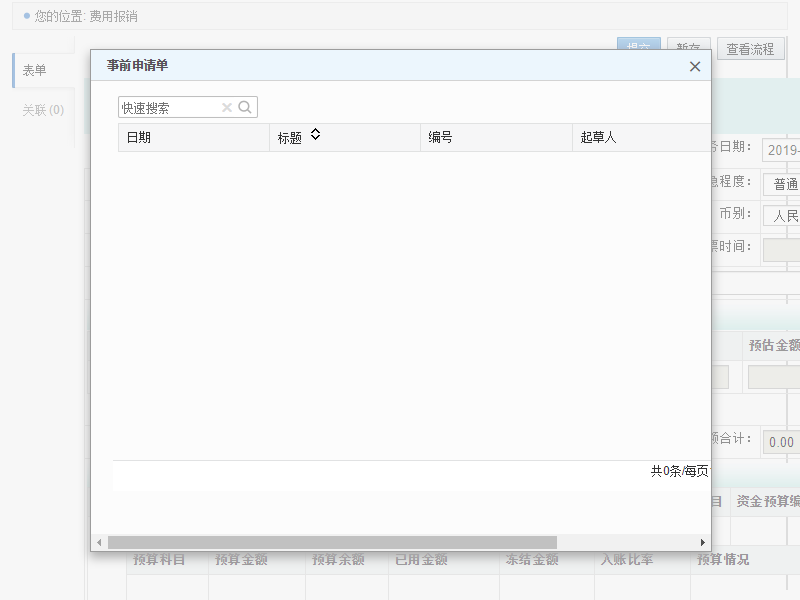 您的位置: 费用报销
提交 暂存 查看流程
表单
关联 (0)
事前申请单
快速搜索
日期 标题 编号 起草人
日期： 2019-
程度： 普通
币别： 人民
时间：
预估金额
合计： 0.00
共0条/每页
目 资金预算编
预算科目 预算金额 预算余额 已用金额 冻结金额 入账比率 预算情况